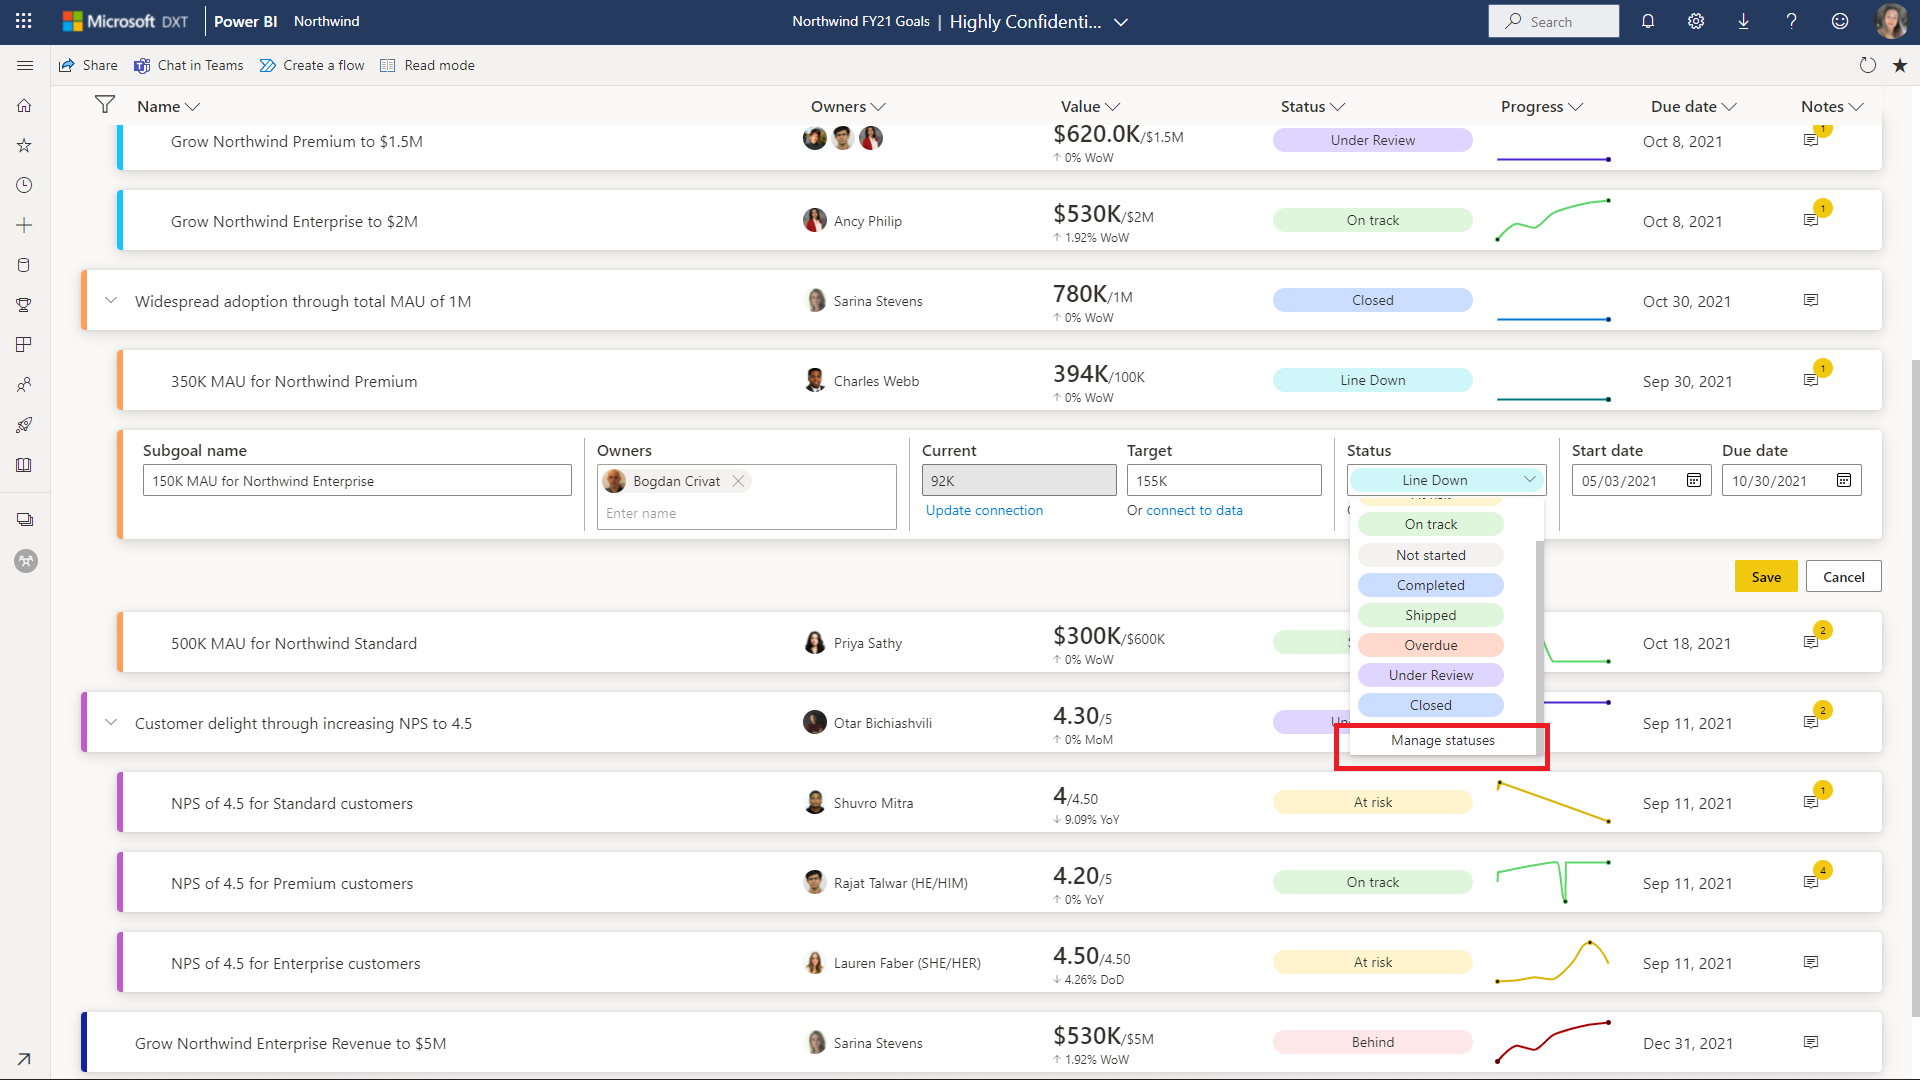 Microsoft DXT Power BI Northwind
Northwind FY21 Goals | Highly Confidenti...
Search
Share Chat in Teams Create a flow Read mode
Name Owners Value Status Progress Due date Notes
Grow Northwind Premium to $1.5M $620.0K/$1.5M Under Review Oct 8, 2021 1
↑ 0% WoW
Grow Northwind Enterprise to $2M Ancy Philip $530K/$2M On track Oct 8, 2021 1
↑ 1.92% WoW
Widespread adoption through total MAU of 1M Sarina Stevens 780K/1M Closed Oct 30, 2021
↑ 0% WoW
350K MAU for Northwind Premium Charles Webb 394K/100K Line Down Sep 30, 2021 1
↑ 0% WoW
Subgoal name Owners Current Target Status Start date Due date
150K MAU for Northwind Enterprise Bogdan Crivat 92K 155K Line Down 05/03/2021 10/30/2021
Enter name Update connection Or connect to data
On track
Not started
Completed
Shipped
Overdue
Under Review
Closed
Manage statuses
Save Cancel
500K MAU for Northwind Standard Priya Sathy $300K/$600K Oct 18, 2021 2
↑ 0% WoW
Customer delight through increasing NPS to 4.5 Otar Bichiashvili 4.30/5 Sep 11, 2021 2
↑ 0% MoM
NPS of 4.5 for Standard customers Shuvro Mitra 4/4.50 At risk Sep 11, 2021 1
↓ 9.09% YoY
NPS of 4.5 for Premium customers Rajat Talwar (HE/HIM) 4.20/5 On track Sep 11, 2021 4
↑ 0% YoY
NPS of 4.5 for Enterprise customers Lauren Faber (SHE/HER) 4.50/4.50 At risk Sep 11, 2021
↓ 4.26% DoD
Grow Northwind Enterprise Revenue to $5M Sarina Stevens $530K/$5M Behind Dec 31, 2021
↑ 1.92% WoW